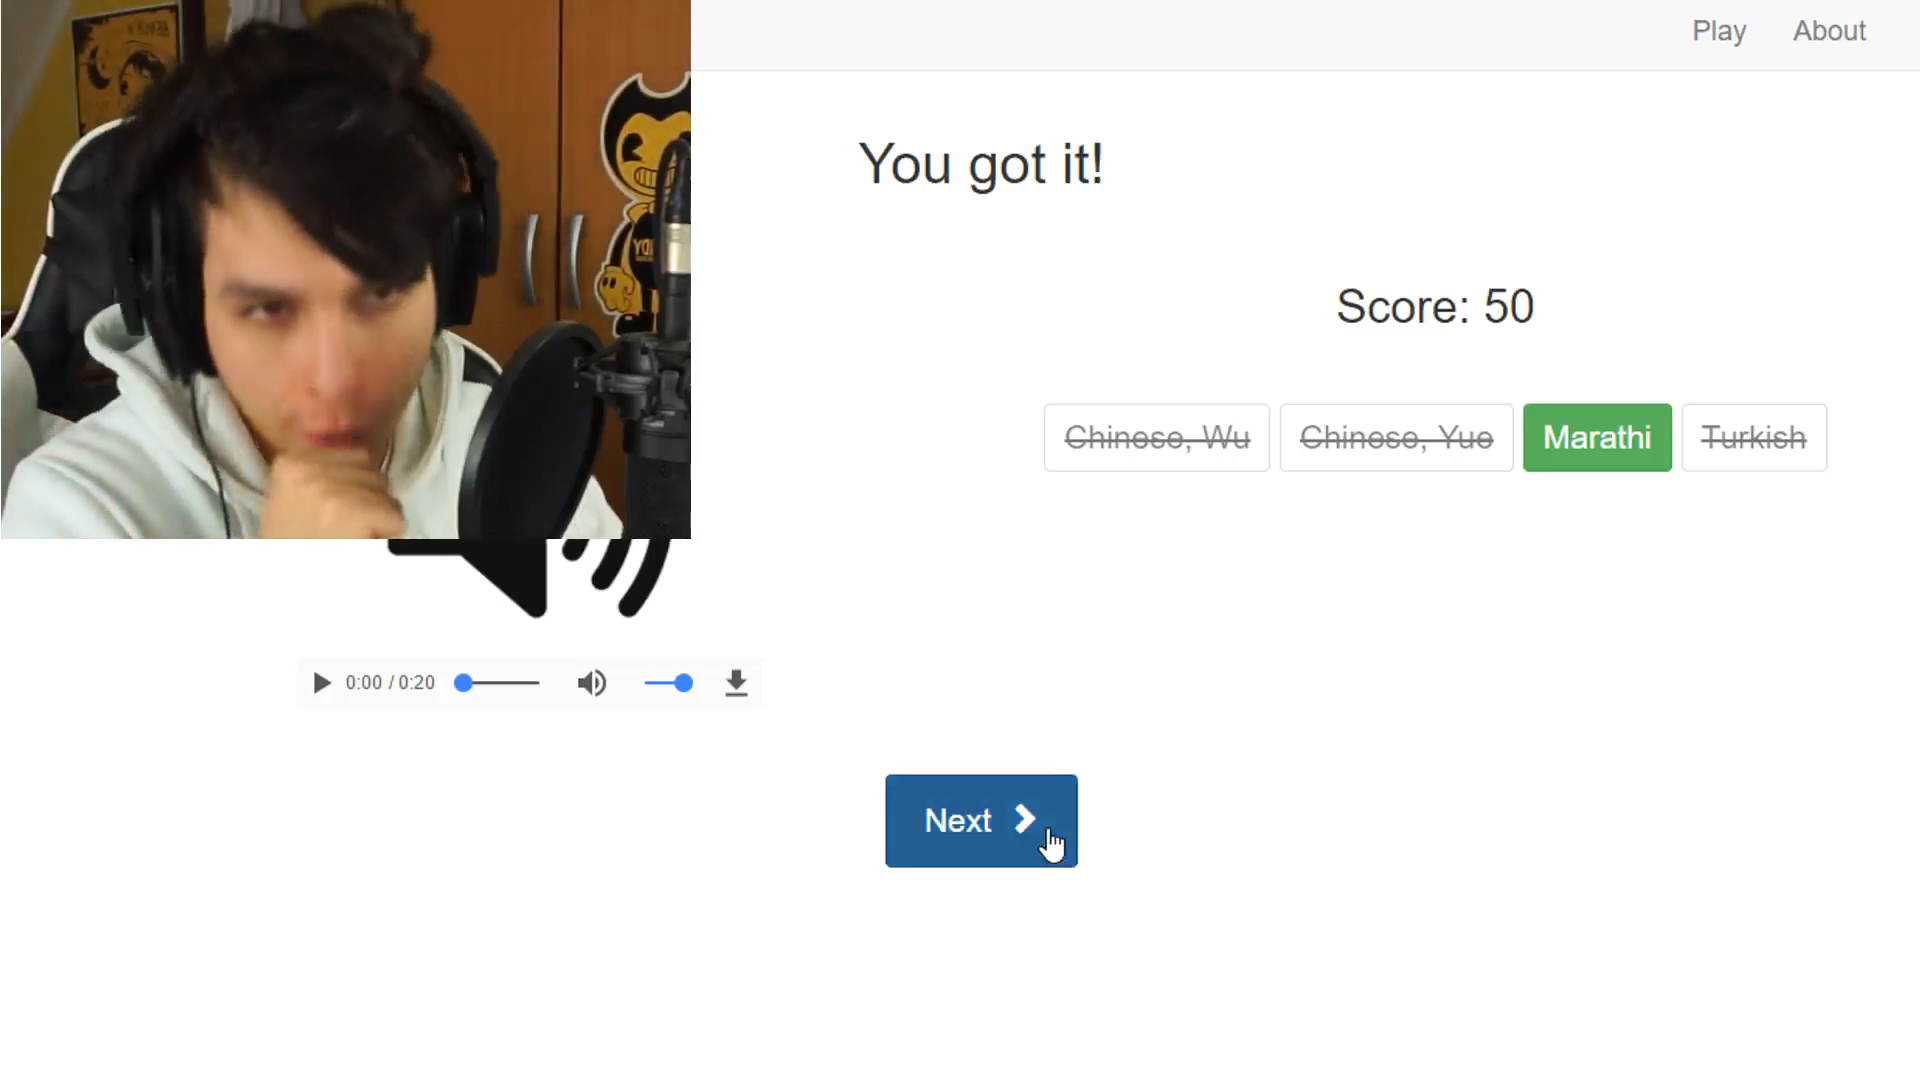 Play About
You got it!
Score: 50
Chinese, Wu Chinese, Yue Marathi Turkish
0:00 / 0:20
Next